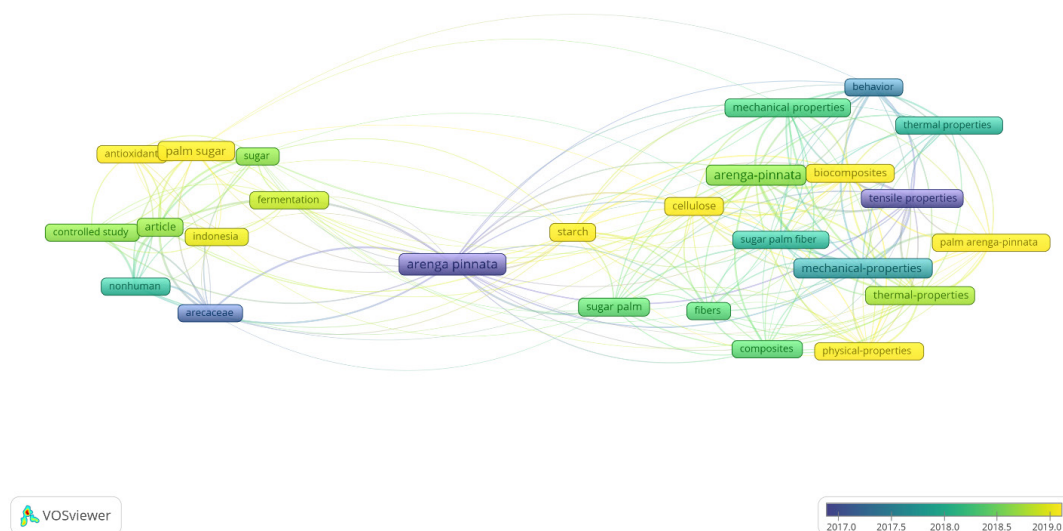 behavior
mechanical properties
thermal properties
antioxidant
palm sugar
sugar
arenga-pinnata
biocomposites
fermentation
tensile properties
cellulose
controlled study
article
indonesia
starch
sugar palm fiber
palm arenga-pinnata
arenga pinnata
mechanical-properties
nonhuman
thermal-properties
arecaceae
sugar palm
fibers
composites
physical-properties
VOSviewer
2017.0 2017.5 2018.0 2018.5 2019.0